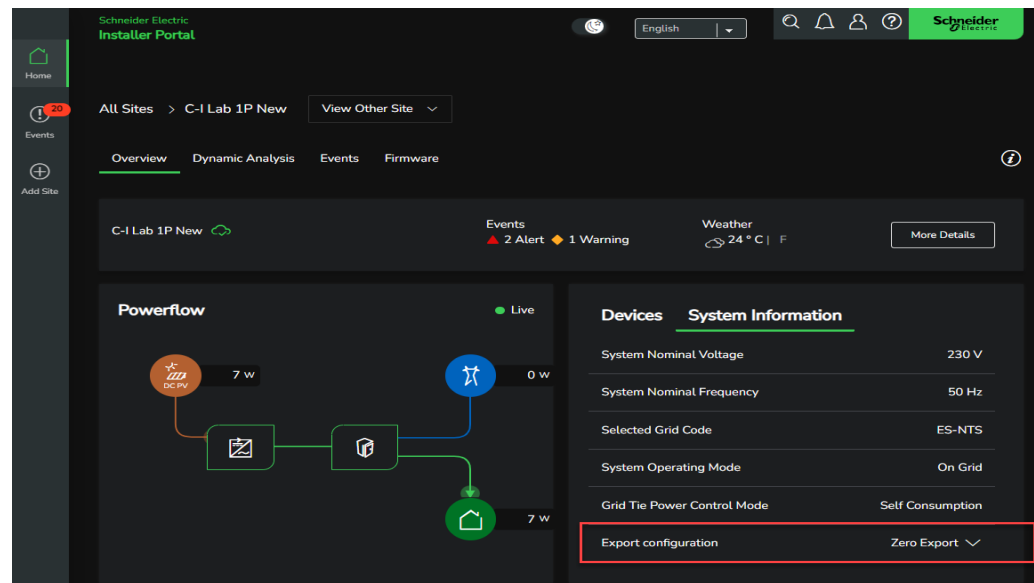 Schneider Electric
Installer Portal
English
Schneider
Electric
Home
20
Events
Add Site
All Sites > C-I Lab 1P New View Other Site
Overview Dynamic Analysis Events Firmware
C-I Lab 1P New
Events
2 Alert 1 Warning
Weather
24 ° C | F
More Details
Powerflow
Live
DC PV
7 W
0 W
7 W
Devices System Information
System Nominal Voltage 230 V
System Nominal Frequency 50 Hz
Selected Grid Code ES-NTS
System Operating Mode On Grid
Grid Tie Power Control Mode Self Consumption
Export configuration Zero Export